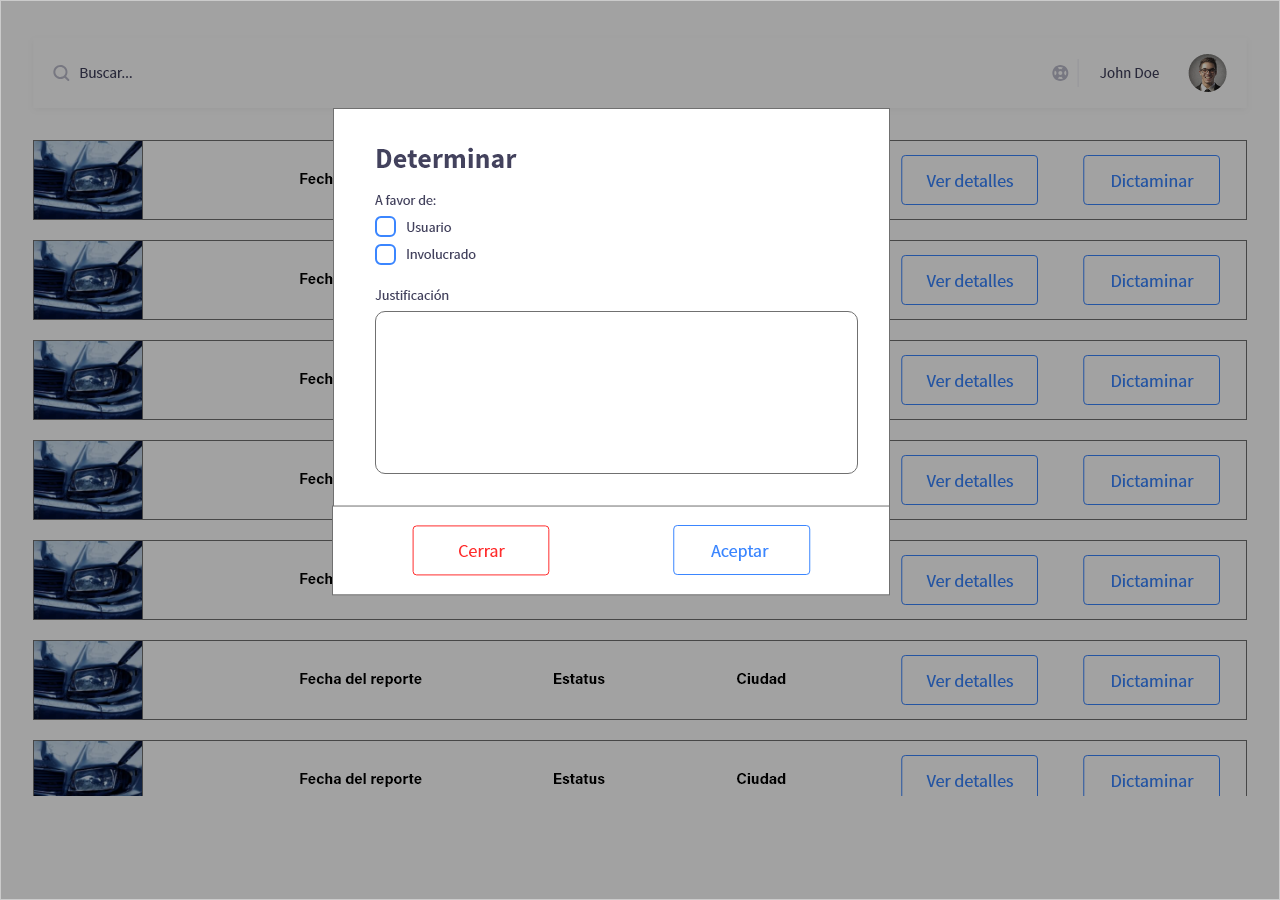 Buscar...
John Doe
Determinar
A favor de:
Usuario
Involucrado
Justificación
Cerrar
Aceptar
Fech
Ver detalles
Dictaminar
Fech
Ver detalles
Dictaminar
Fech
Ver detalles
Dictaminar
Fech
Ver detalles
Dictaminar
Fech
Ver detalles
Dictaminar
Fecha del reporte
Estatus
Ciudad
Ver detalles
Dictaminar
Fecha del reporte
Estatus
Ciudad
Ver detalles
Dictaminar